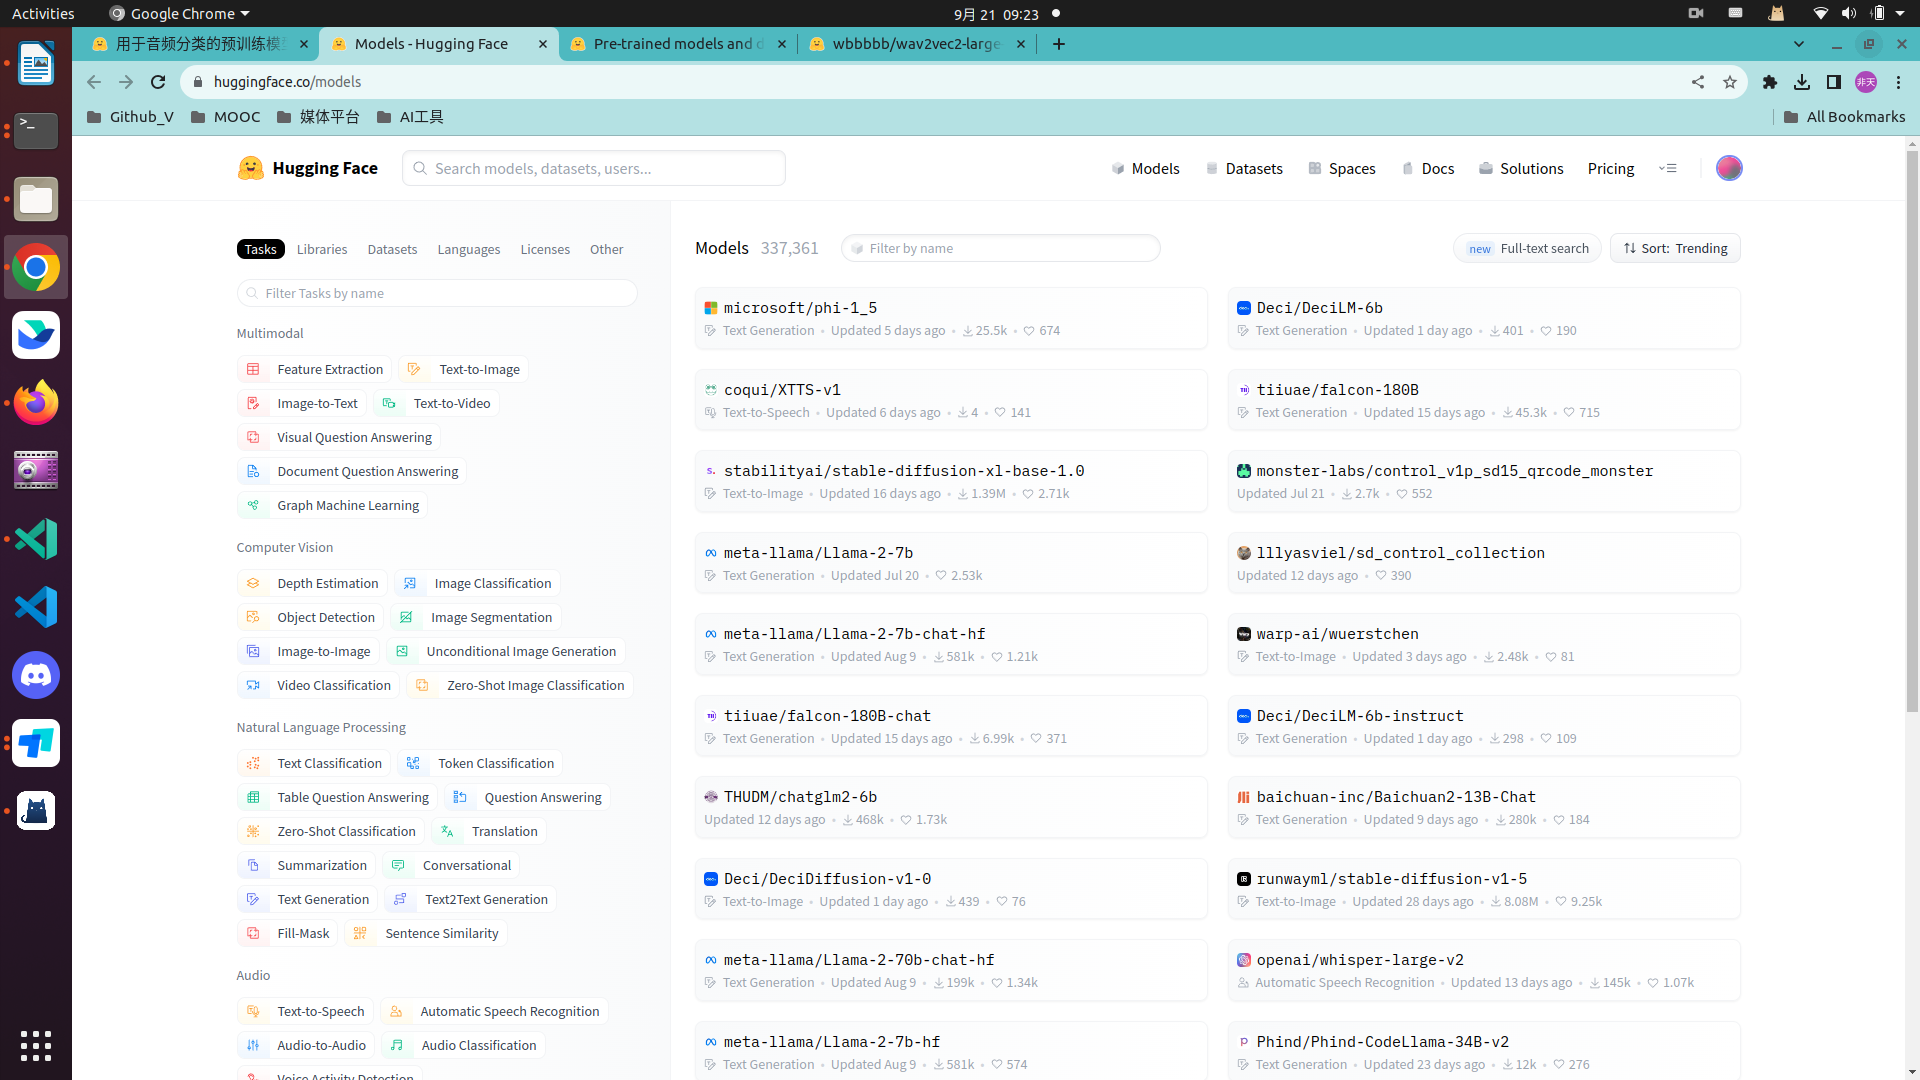 Activities
Google Chrome
9月 21 09:23
用于音频分类的预训练模
Models - Hugging Face
Pre-trained models and d
wbbbbb/wav2vec2-large-
huggingface.co/models
非天
Github_V
MOOC
媒体平台
AI工具
All Bookmarks
Hugging Face
Search models, datasets, users...
Models
Datasets
Spaces
Docs
Solutions
Pricing
Tasks
Libraries
Datasets
Languages
Licenses
Other
Filter Tasks by name
Multimodal
Feature Extraction
Text-to-Image
Image-to-Text
Text-to-Video
Visual Question Answering
Document Question Answering
Graph Machine Learning
Computer Vision
Depth Estimation
Image Classification
Object Detection
Image Segmentation
Image-to-Image
Unconditional Image Generation
Video Classification
Zero-Shot Image Classification
Natural Language Processing
Text Classification
Token Classification
Table Question Answering
Question Answering
Zero-Shot Classification
Translation
Summarization
Conversational
Text Generation
Text2Text Generation
Fill-Mask
Sentence Similarity
Audio
Text-to-Speech
Automatic Speech Recognition
Audio-to-Audio
Audio Classification
Voice Activity Detection
Models 337,361
Filter by name
new Full-text search
Sort: Trending
microsoft/phi-1_5
Text Generation • Updated 5 days ago • 25.5k • 674
Deci/DeciLM-6b
Text Generation • Updated 1 day ago • 401 • 190
coqui/XTTS-v1
Text-to-Speech • Updated 6 days ago • 4 • 141
tiiuae/falcon-180B
Text Generation • Updated 15 days ago • 45.3k • 715
stabilityai/stable-diffusion-xl-base-1.0
Text-to-Image • Updated 16 days ago • 1.39M • 2.71k
monster-labs/control_v1p_sd15_qrcode_monster
Updated Jul 21 • 2.7k • 552
meta-llama/Llama-2-7b
Text Generation • Updated Jul 20 • 2.53k
lllyasviel/sd_control_collection
Updated 12 days ago • 390
meta-llama/Llama-2-7b-chat-hf
Text Generation • Updated Aug 9 • 581k • 1.21k
warp-ai/wuerstchen
Text-to-Image • Updated 3 days ago • 2.48k • 81
tiiuae/falcon-180B-chat
Text Generation • Updated 15 days ago • 6.99k • 371
Deci/DeciLM-6b-instruct
Text Generation • Updated 1 day ago • 298 • 109
THUDM/chatglm2-6b
Updated 12 days ago • 468k • 1.73k
baichuan-inc/Baichuan2-13B-Chat
Text Generation • Updated 9 days ago • 280k • 184
Deci/DeciDiffusion-v1-0
Text-to-Image • Updated 1 day ago • 439 • 76
runwayml/stable-diffusion-v1-5
Text-to-Image • Updated 28 days ago • 8.08M • 9.25k
meta-llama/Llama-2-70b-chat-hf
Text Generation • Updated Aug 9 • 199k • 1.34k
openai/whisper-large-v2
Automatic Speech Recognition • Updated 13 days ago • 145k • 1.07k
meta-llama/Llama-2-7b-hf
Text Generation • Updated Aug 9 • 581k • 574
Phind/Phind-CodeLlama-34B-v2
Text Generation • Updated 23 days ago • 12k • 276